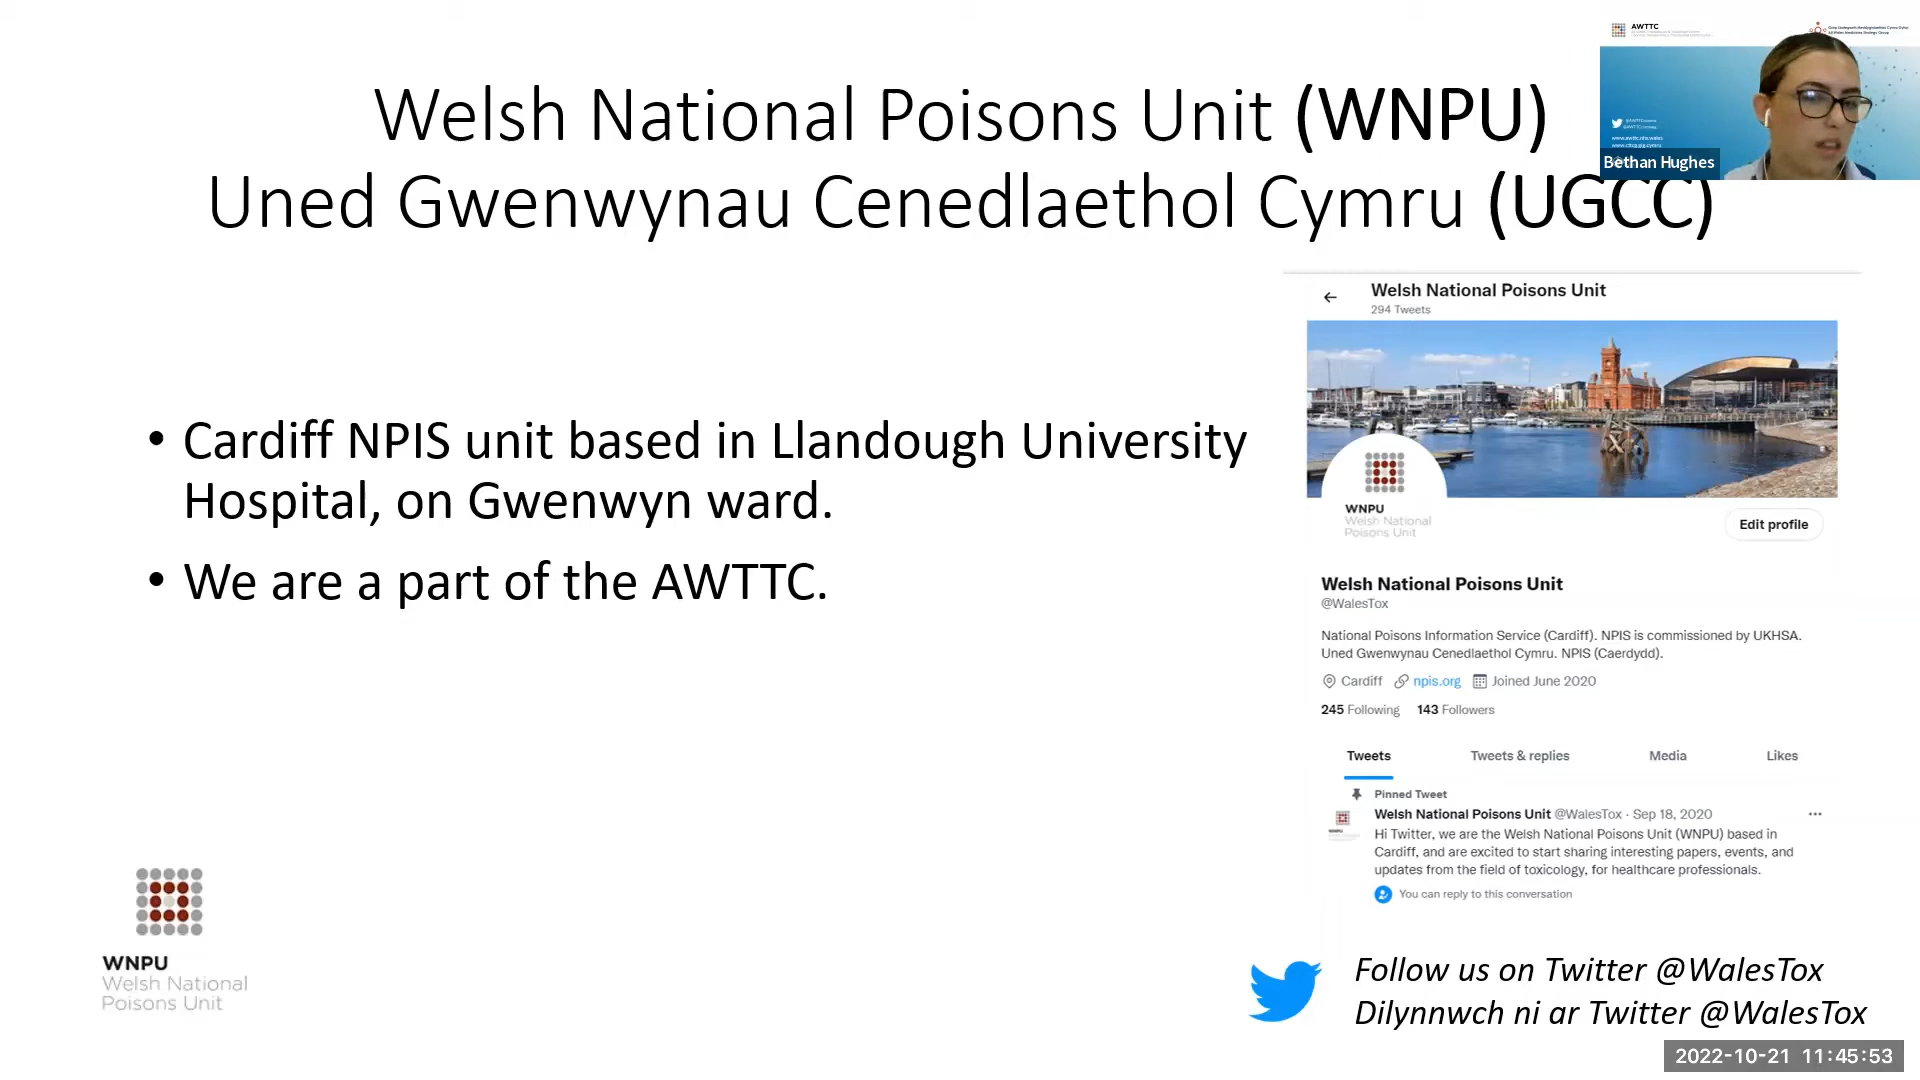 AWTTC
Welsh National Poisons Unit (WNPU)
Uned Gwenwynau Cenedlaethol Cymru (UGCC)
Bethan Hughes
Welsh National Poisons Unit
294 Tweets
• Cardiff NPIS unit based in Llandough University
Hospital, on Gwenwyn ward.
• We are a part of the AWTTC.
WNPU
Welsh National
Poisons Unit
Edit profile
Welsh National Poisons Unit
@WalesTox
National Poisons Information Service (Cardiff). NPIS is commissioned by UKHSA.
Uned Gwenwynau Cenedlaethol Cymru. NPIS (Caerdydd).
Cardiff npis.org Joined June 2020
245 Following 143 Followers
Tweets Tweets & replies Media Likes
Pinned Tweet
Welsh National Poisons Unit @WalesTox · Sep 18, 2020
Hi Twitter, we are the Welsh National Poisons Unit (WNPU) based in
Cardiff, and are excited to start sharing interesting papers, events, and
updates from the field of toxicology, for healthcare professionals.
You can reply to this conversation
WNPU
Welsh National
Poisons Unit
Follow us on Twitter @WalesTox
Dilynnwch ni ar Twitter @WalesTox
2022-10-21 11:45:53